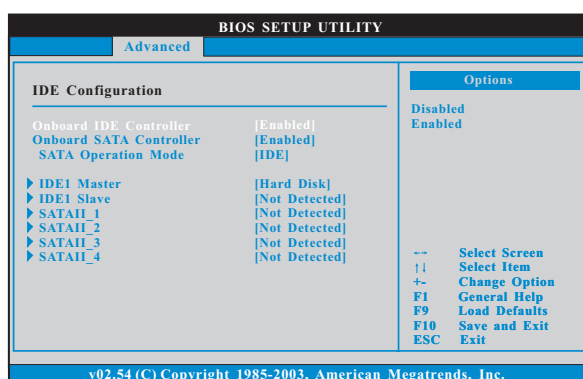 BIOS SETUP UTILITY
Advanced
IDE Configuration
Onboard IDE Controller [Enabled]
Onboard SATA Controller [Enabled]
SATA Operation Mode [IDE]
IDE1 Master [Hard Disk]
IDE1 Slave [Not Detected]
SATAII_1 [Not Detected]
SATAII_2 [Not Detected]
SATAII_3 [Not Detected]
SATAII_4 [Not Detected]
Options
Disabled
Enabled
↔ Select Screen
↑↓ Select Item
+- Change Option
F1 General Help
F9 Load Defaults
F10 Save and Exit
ESC Exit
v02.54 (C) Copyright 1985-2003, American Megatrends, Inc.